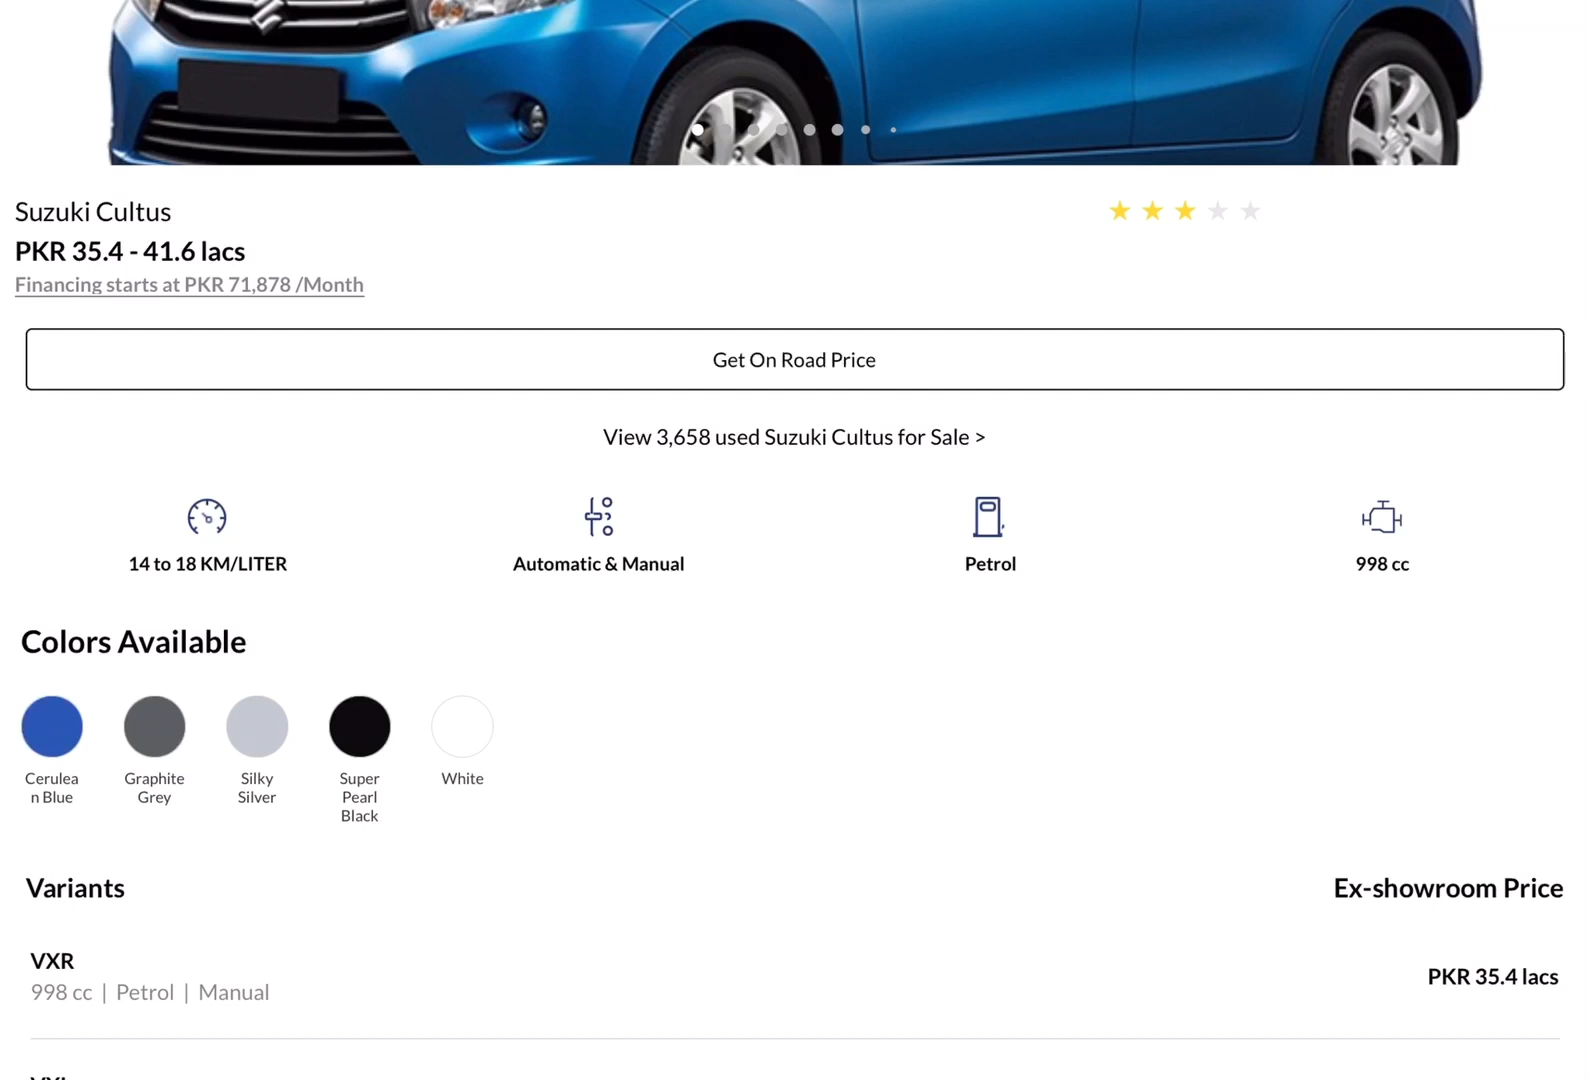 Suzuki Cultus
PKR 35.4 - 41.6 lacs
Financing starts at PKR 71,878 /Month
Get On Road Price
View 3,658 used Suzuki Cultus for Sale >
14 to 18 KM/LITER
Automatic & Manual
Petrol
998 cc
Colors Available
Cerulea
n Blue
Graphite
Grey
Silky
Silver
Super
Pearl
Black
White
Variants
Ex-showroom Price
VXR
998 cc | Petrol | Manual
PKR 35.4 lacs